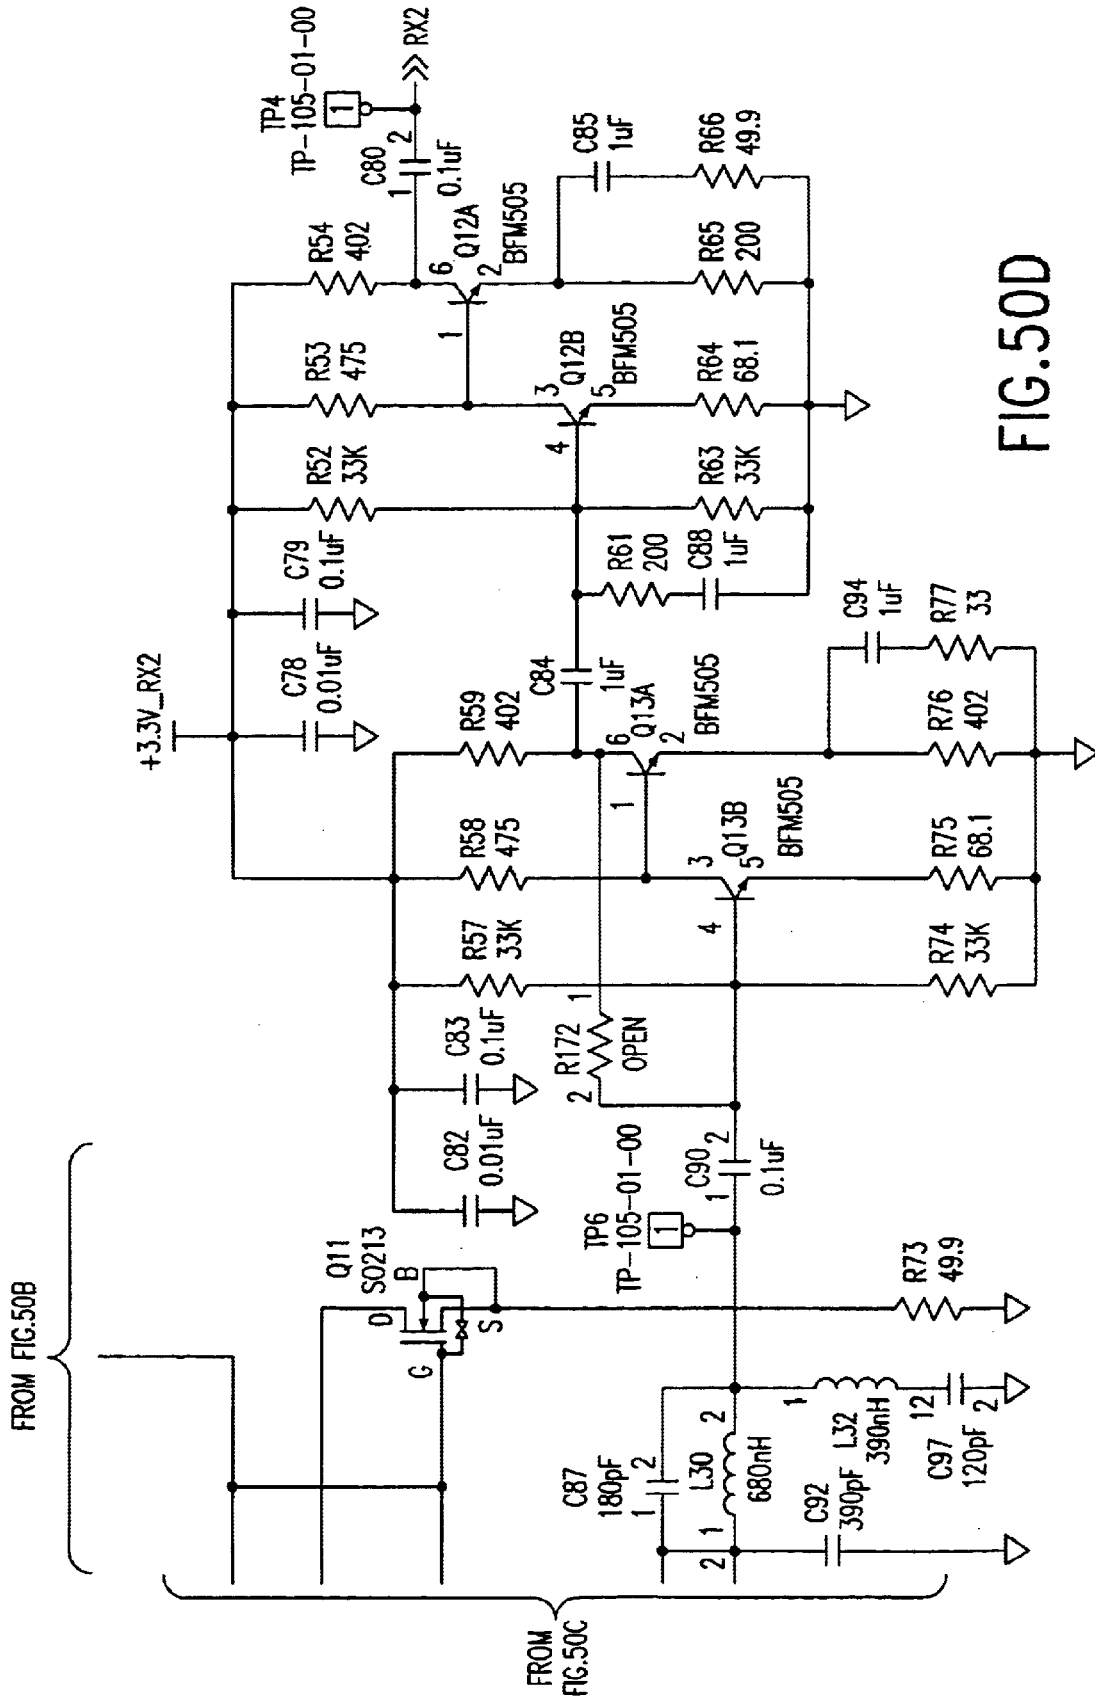 FROM FIG.50B
FROM
FIG.50C
+3.3V_RX2
C78
0.01uF
C79
0.1uF
R52
33K
R53
475
R54
402
TP4
TP-105-01-00
1
C80
1
2
0.1uF
RX2
6
Q12A
1
2
BFM505
3
Q12B
4
5
BFM505
C85
1uF
R66
49.9
R65
200
R64
68.1
R63
33K
R61
200
C88
1uF
C84
1uF
C82
0.01uF
C83
0.1uF
R57
33K
R58
475
R59
402
6
Q13A
1
2
BFM505
3
Q13B
4
5
BFM505
R172
2
1
OPEN
C94
1uF
R77
33
R76
402
R75
68.1
R74
33K
Q11
SO213
D
B
G
S
TP6
TP-105-01-00
1
C90
1
2
0.1uF
R73
49.9
C87
180pF
1
2
L30
1
2
680nH
2
C92
390pF
1
L32
390nH
12
C97
120pF
2
FIG.50D